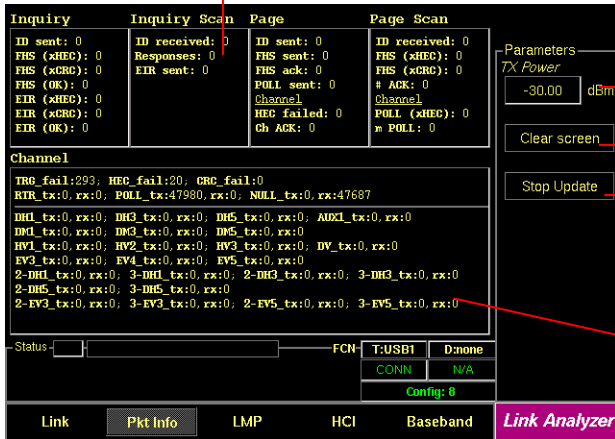 Inquiry
ID sent: 0
FHS (xHEC): 0
FHS (xCRC): 0
FHS (OK): 0
EIR (xHEC): 0
EIR (xCRC): 0
EIR (OK): 0
Inquiry Scan
ID received: 0
Responses: 0
EIR sent: 0
Page
ID sent: 0
FHS sent: 0
FHS ack: 0
POLL sent: 0
Channel
HEC failed: 0
Ch ACK: 0
Page Scan
ID received: 0
FHS (xHEC): 0
FHS (xCRC): 0
# ACK: 0
Channel
POLL (xHEC): 0
m POLL: 0
Parameters
TX Power
-30.00 dBm
Clear screen
Stop Update
Channel
TRG_fail:293; HEC_fail:20; CRC_fail:0
RTR_tx:0,rx:0; POLL_tx:47980,rx:0; NULL_tx:0,rx:47687
DH1_tx:0,rx:0; DH3_tx:0,rx:0; DH5_tx:0,rx:0; AUX1_tx:0,rx:0
DM1_tx:0,rx:0; DM3_tx:0,rx:0; DM5_tx:0,rx:0
HV1_tx:0,rx:0; HV2_tx:0,rx:0; HV3_tx:0,rx:0; DV_tx:0,rx:0
EV3_tx:0,rx:0; EV4_tx:0,rx:0; EV5_tx:0,rx:0
2-DH1_tx:0,rx:0; 3-DH1_tx:0,rx:0; 2-DH3_tx:0,rx:0; 3-DH3_tx:0,rx:0
2-DH5_tx:0,rx:0; 3-DH5_tx:0,rx:0
2-EV3_tx:0,rx:0; 3-EV3_tx:0,rx:0; 2-EV5_tx:0,rx:0; 3-EV5_tx:0,rx:0
Status
FCN
T:USB1 D:none
CONN N/A
Config: 8
Link Pkt Info LMP HCI Baseband Link Analyzer